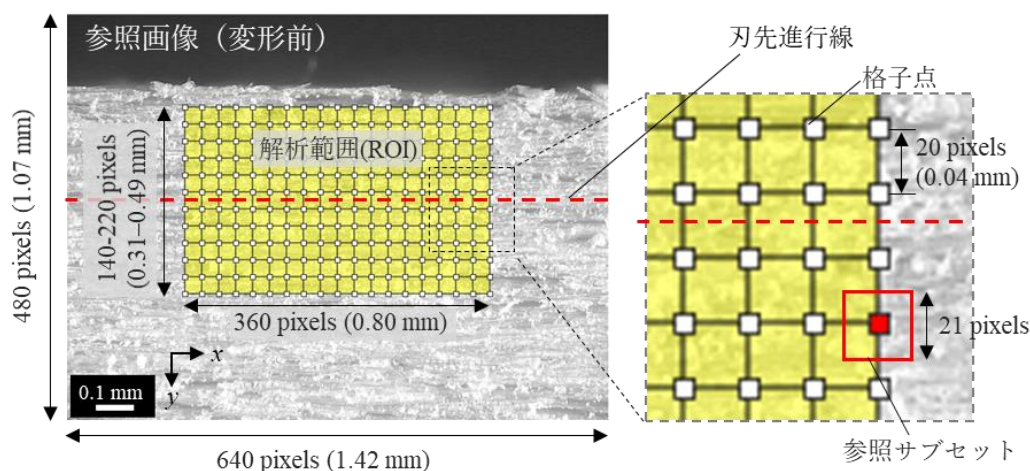 参照画像（変形前）
刃先進行線
格子点
解析範囲(ROI)
20 pixels
(0.04 mm)
480 pixels (1.07 mm)
140-220 pixels
(0.31–0.49 mm)
360 pixels (0.80 mm)
21 pixels
x
y
0.1 mm
参照サブセット
640 pixels (1.42 mm)